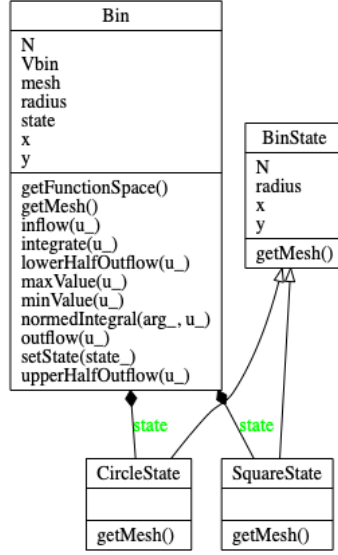 Bin
N
Vbin
mesh
radius
state
x
y
getFunctionSpace()
getMesh()
inflow(u_)
integrate(u_)
lowerHalfOutflow(u_)
maxValue(u_)
minValue(u_)
normedIntegral(arg_, u_)
outflow(u_)
setState(state_)
upperHalfOutflow(u_)
BinState
N
radius
x
y
getMesh()
state
state
CircleState
getMesh()
SquareState
getMesh()